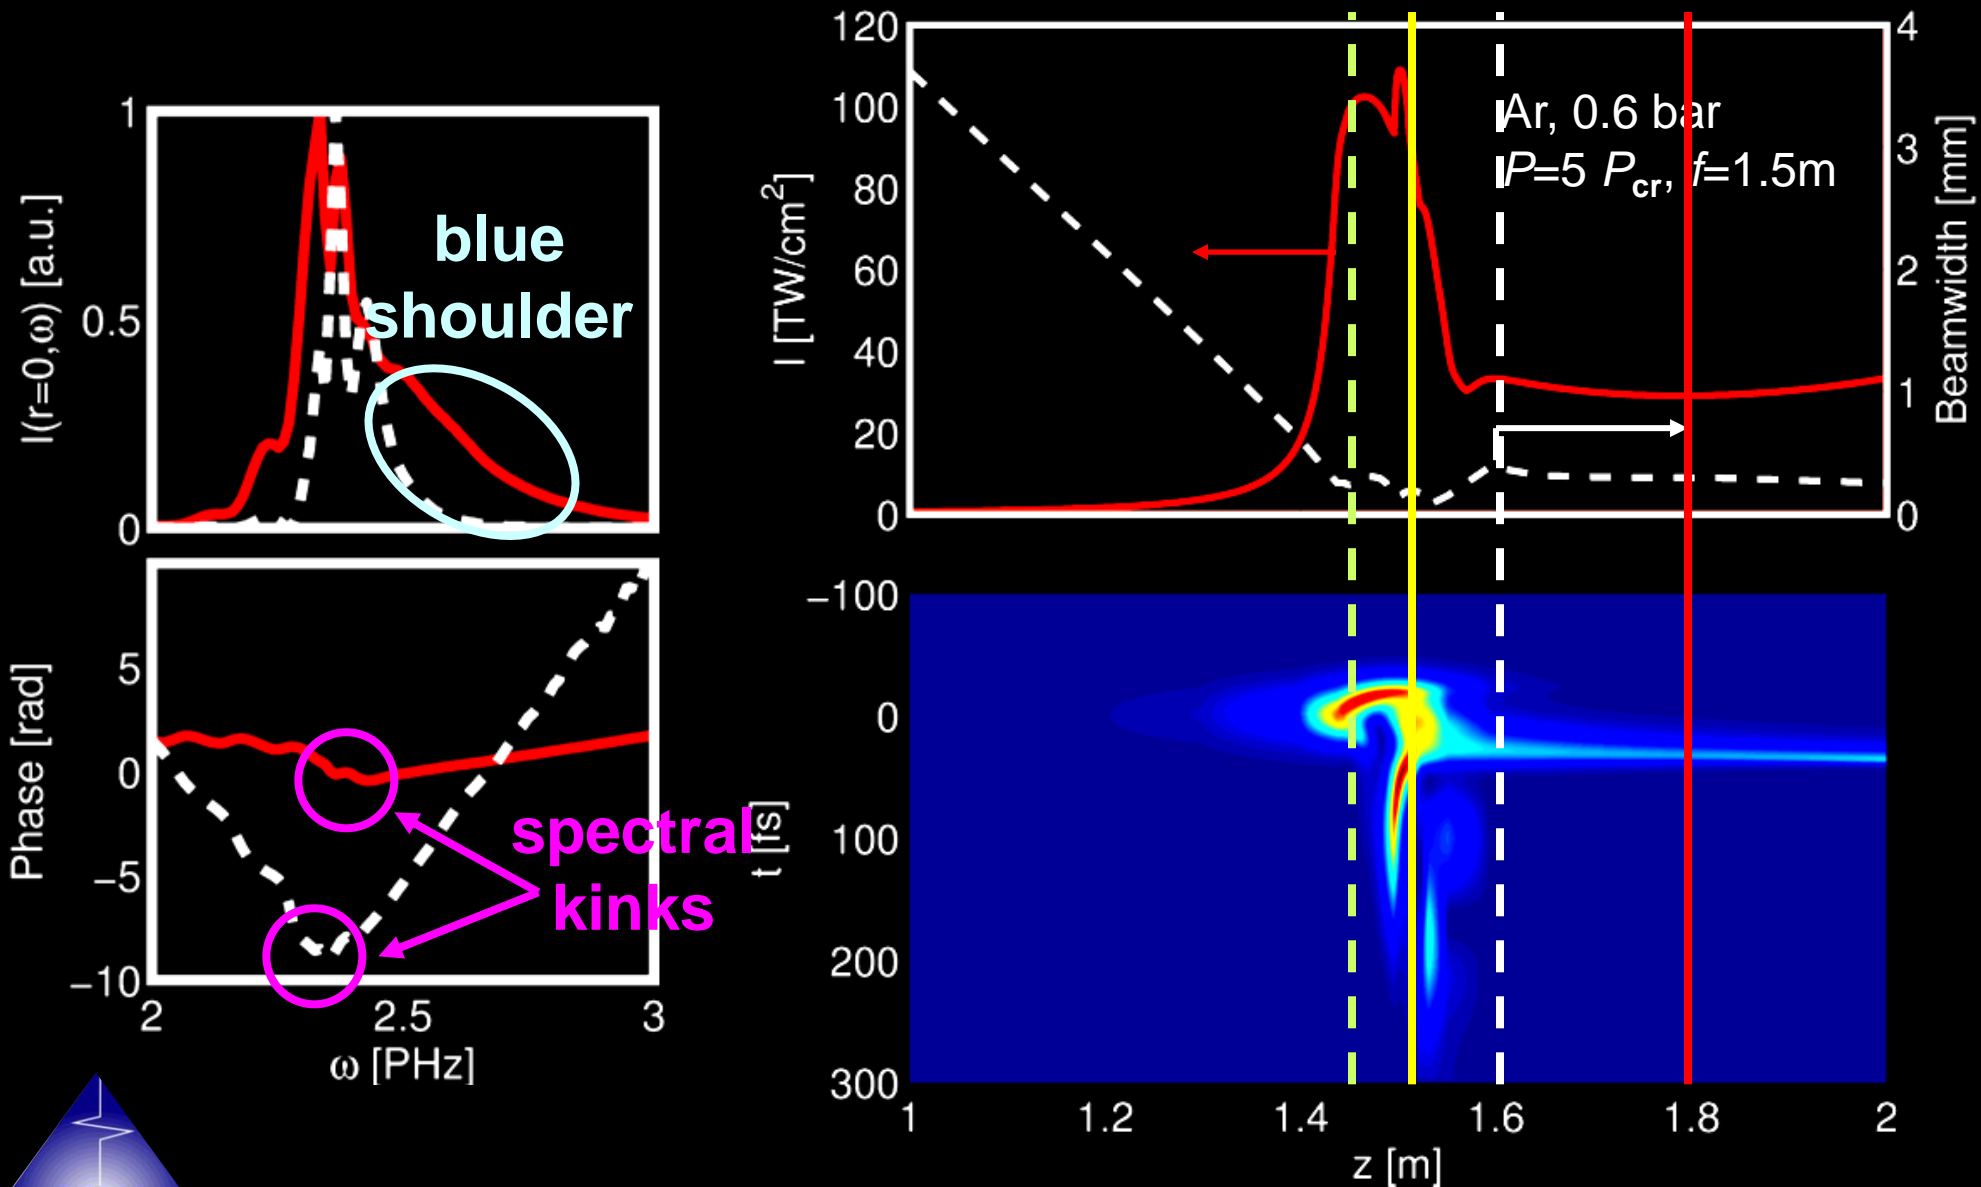 1
0.5
0
I(r=0,ω) [a.u.]
blue
shoulder
5
0
−5
−10
Phase [rad]
2
2.5
3
ω [PHz]
spectral
kinks
120
100
80
60
40
20
0
I [TW/cm²]
4
3
2
1
0
Beamwidth [mm]
Ar, 0.6 bar
P=5 Pcr, f=1.5m
−100
0
100
200
300
t [fs]
1
1.2
1.4
1.6
1.8
2
z [m]